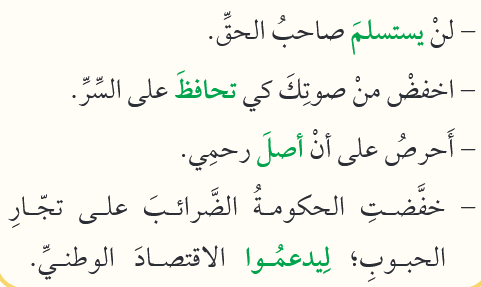 – لنْ يستسلمَ صاحبُ الحقِّ.
– اخفضْ منْ صوتِكَ كي تحافظَ على السِّرِّ.
– أَحرصُ على أنْ أصلَ رحمِي.
– خفَّضتِ الحكومةُ الضَّرائبَ على تجّارِ
الحبوبِ؛ لِيدعمُوا الاقتصادَ الوطنيِّ.